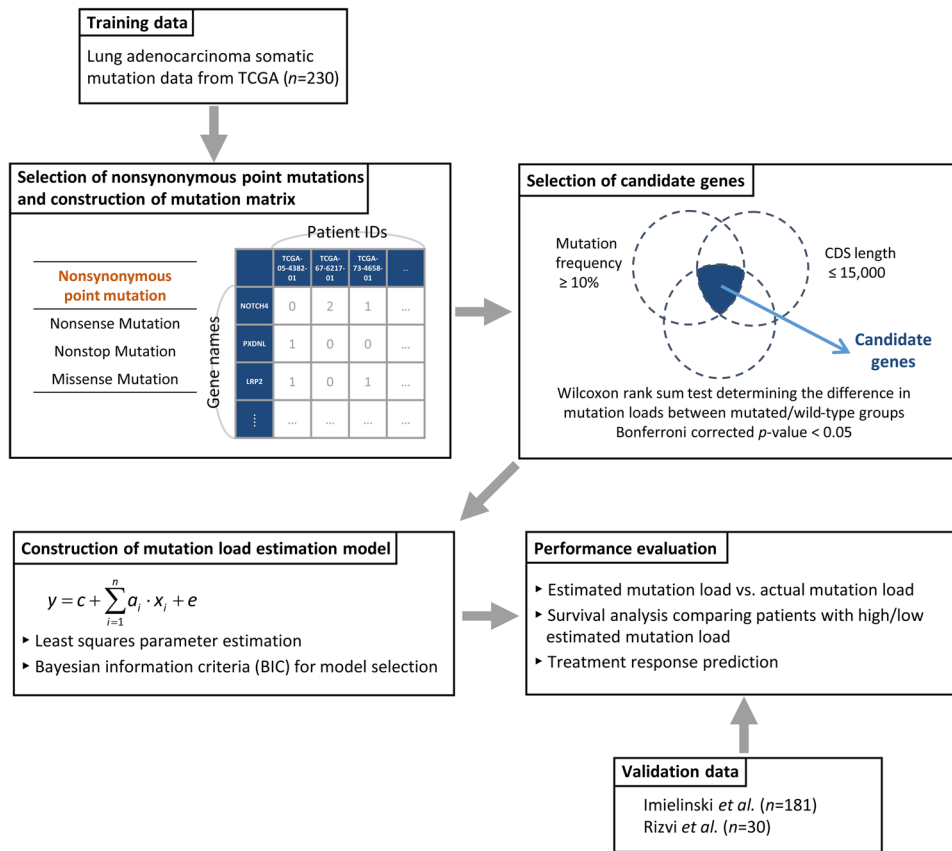 Training data
Lung adenocarcinoma somatic
mutation data from TCGA (n=230)
Selection of nonsynonymous point mutations
and construction of mutation matrix
Nonsynonymous
point mutation
Nonsense Mutation
Nonstop Mutation
Missense Mutation
Patient IDs
Gene names
TCGA-05-4382-01 TCGA-67-6217-01 TCGA-73-4658-01 ...
NOTCH4 0 2 1 ...
PXDNL 1 0 0 ...
LRP2 1 0 1 ...
⋮ ... ... ... ...
Selection of candidate genes
Mutation
frequency
≥ 10%
CDS length
≤ 15,000
Candidate
genes
Wilcoxon rank sum test determining the difference in
mutation loads between mutated/wild-type groups
Bonferroni corrected p-value < 0.05
Construction of mutation load estimation model
y = c + ∑_{i=1}^{n} a_i · x_i + e
▸ Least squares parameter estimation
▸ Bayesian information criteria (BIC) for model selection
Performance evaluation
▸ Estimated mutation load vs. actual mutation load
▸ Survival analysis comparing patients with high/low
estimated mutation load
▸ Treatment response prediction
Validation data
Imielinski et al. (n=181)
Rizvi et al. (n=30)